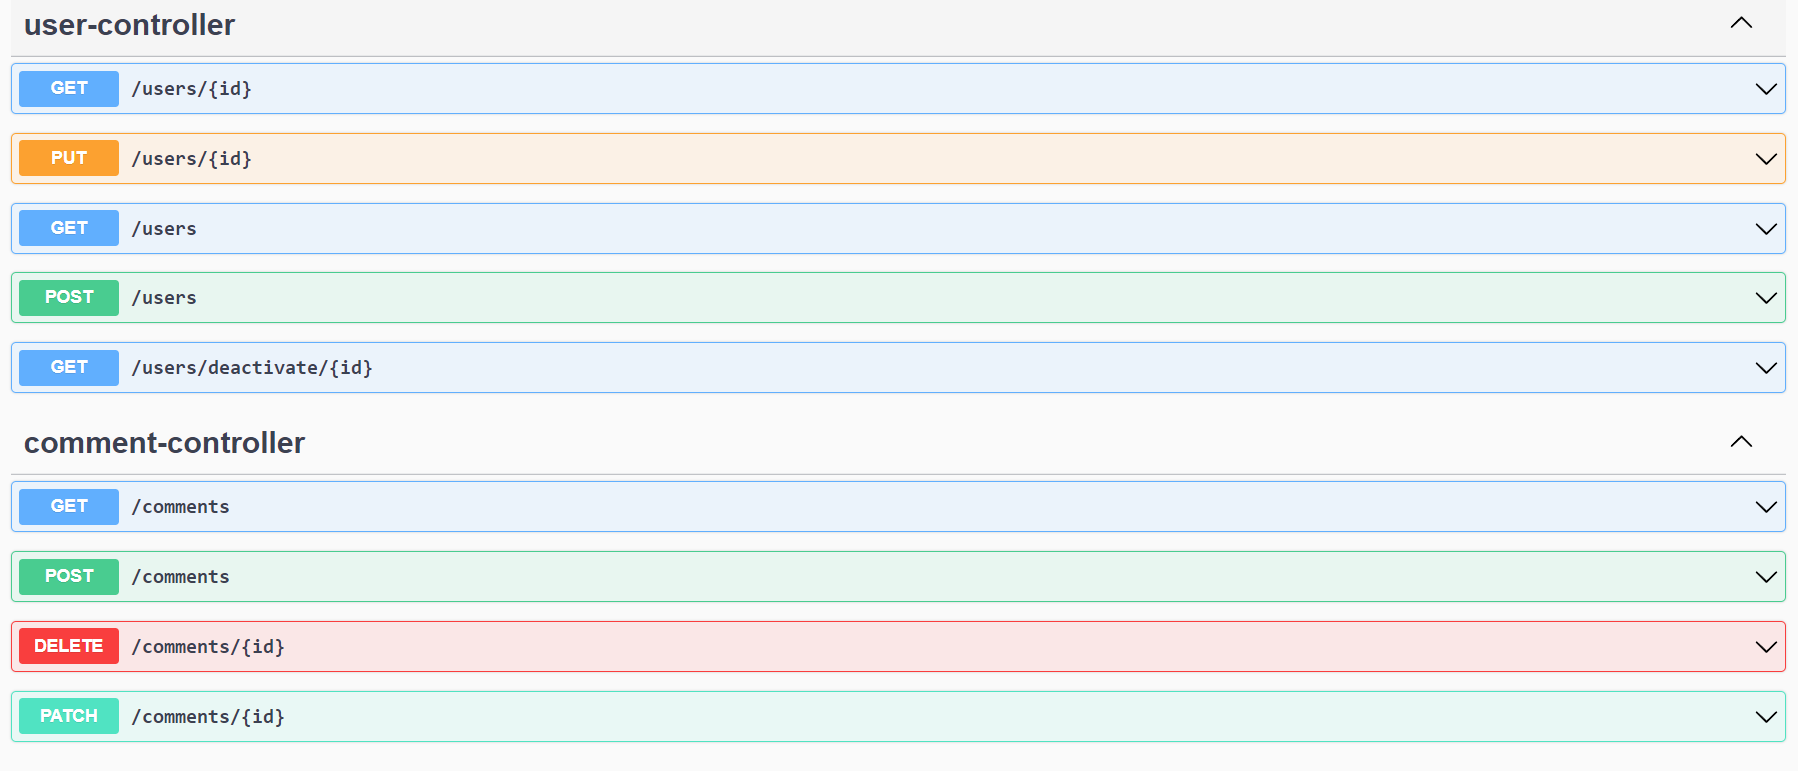 user-controller
GET /users/{id}
PUT /users/{id}
GET /users
POST /users
GET /users/deactivate/{id}
comment-controller
GET /comments
POST /comments
DELETE /comments/{id}
PATCH /comments/{id}